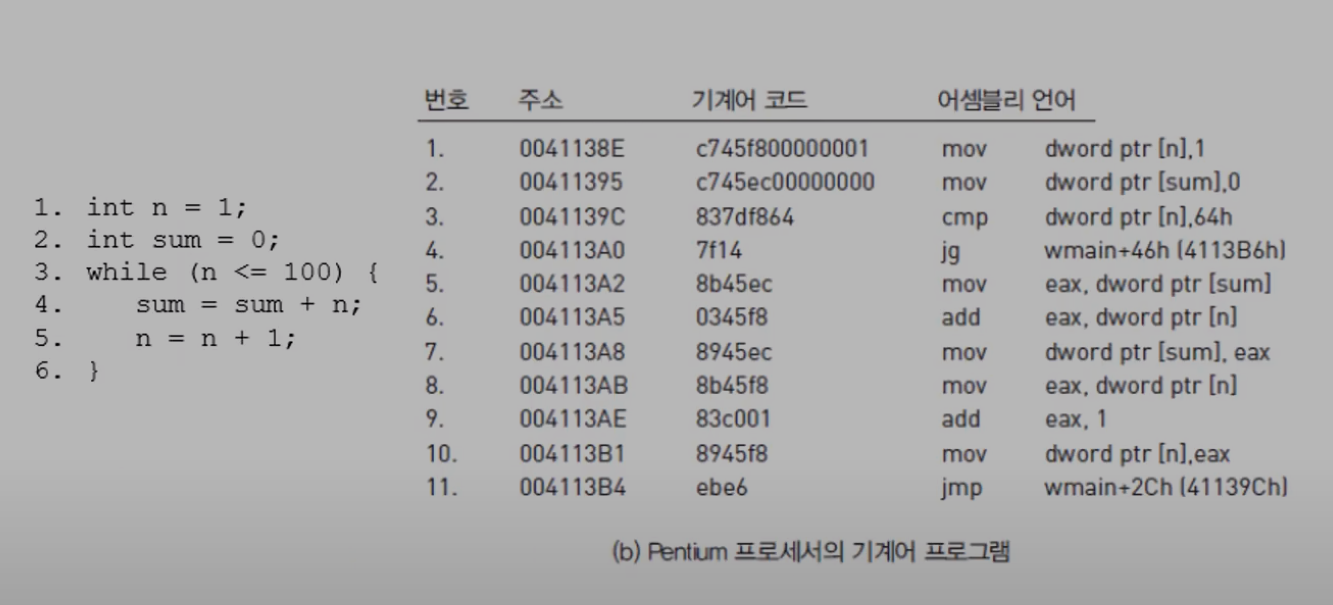 1. int n = 1;
2. int sum = 0;
3. while (n <= 100) {
4. sum = sum + n;
5. n = n + 1;
6. }
번호 주소 기계어 코드 어셈블리 언어
1. 0041138E c745f800000001 mov dword ptr [n],1
2. 00411395 c745ec00000000 mov dword ptr [sum],0
3. 0041139C 837df864 cmp dword ptr [n],64h
4. 004113A0 7f14 jg wmain+46h (4113B6h)
5. 004113A2 8b45ec mov eax, dword ptr [sum]
6. 004113A5 0345f8 add eax, dword ptr [n]
7. 004113A8 8945ec mov dword ptr [sum], eax
8. 004113AB 8b45f8 mov eax, dword ptr [n]
9. 004113AE 83c001 add eax, 1
10. 004113B1 8945f8 mov dword ptr [n],eax
11. 004113B4 ebe6 jmp wmain+2Ch (41139Ch)
(b) Pentium 프로세서의 기계어 프로그램